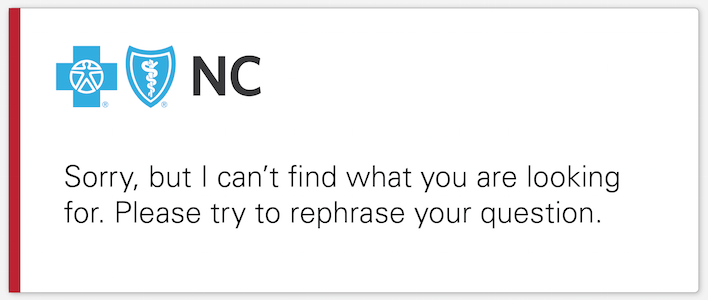 ® ® NC
Sorry, but I can’t find what you are looking
for. Please try to rephrase your question.